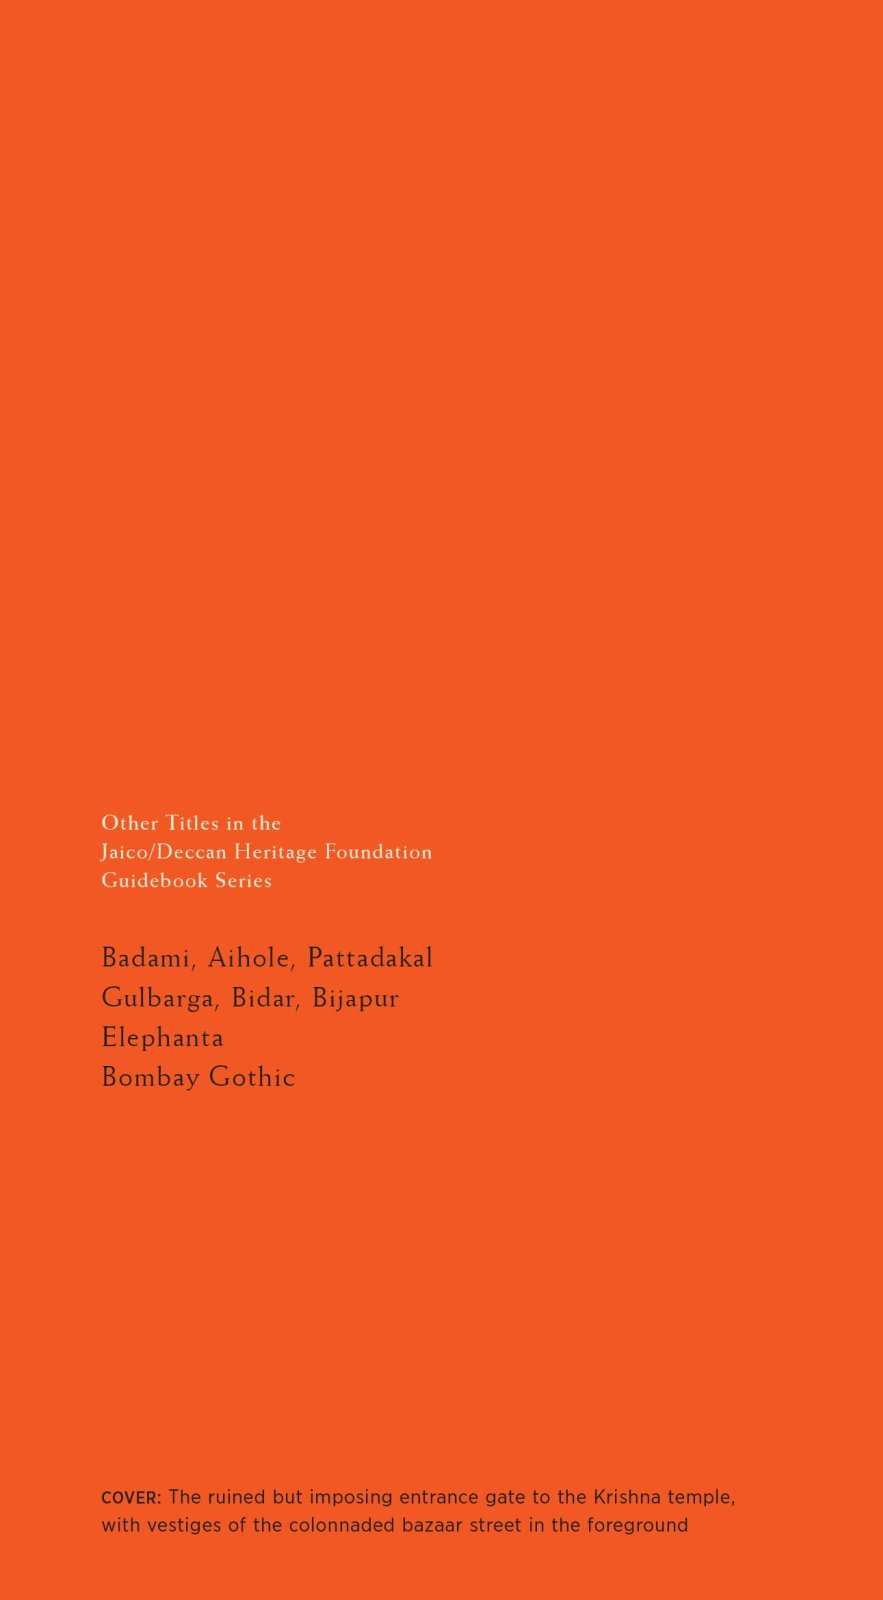 Other Titles in the
Jaico/Deccan Heritage Foundation
Guidebook Series
Badami, Aihole, Pattadakal
Gulbarga, Bidar, Bijapur
Elephanta
Bombay Gothic
COVER: The ruined but imposing entrance gate to the Krishna temple,
with vestiges of the colonnaded bazaar street in the foreground